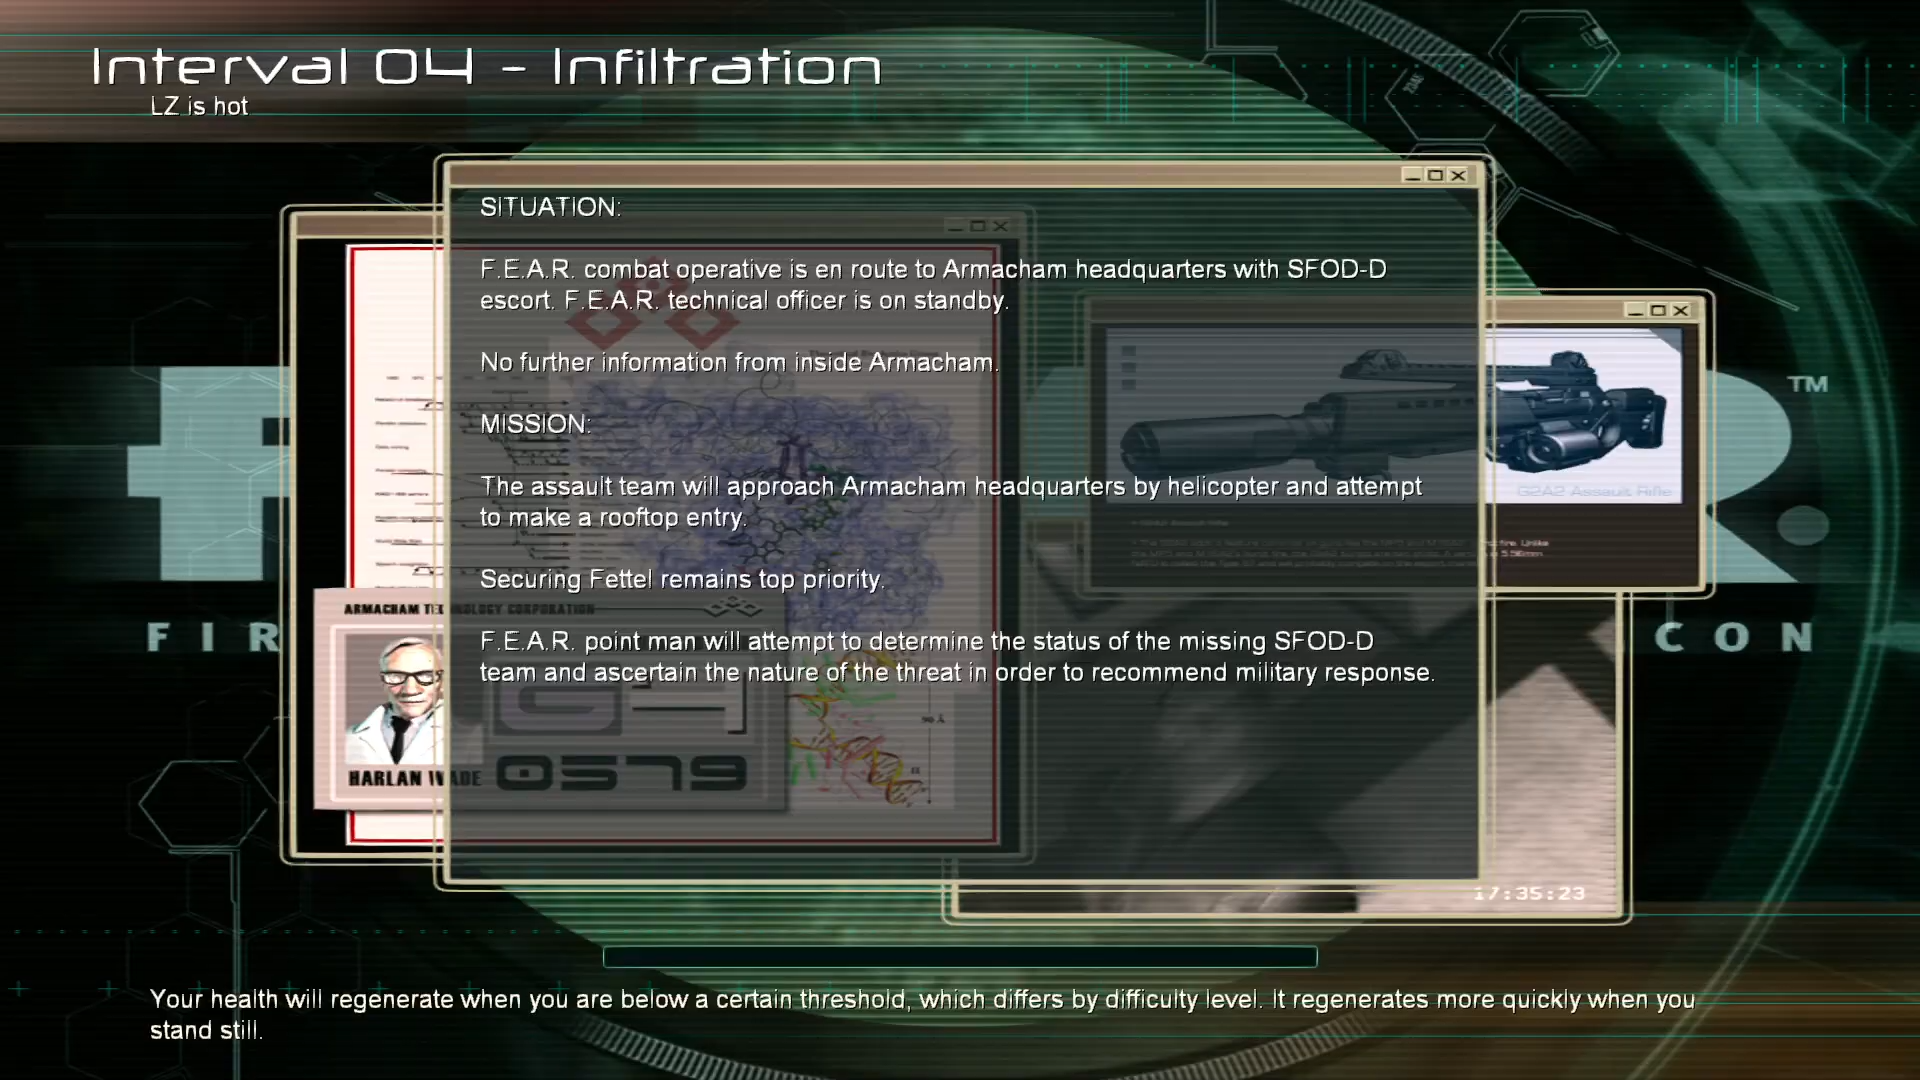 Interval 04 - Infiltration
LZ is hot
SITUATION:
F.E.A.R. combat operative is en route to Armacham headquarters with SFOD-D
escort. F.E.A.R. technical officer is on standby.
No further information from inside Armacham.
MISSION:
The assault team will approach Armacham headquarters by helicopter and attempt
to make a rooftop entry.
Securing Fettel remains top priority.
F.E.A.R. point man will attempt to determine the status of the missing SFOD-D
team and ascertain the nature of the threat in order to recommend military response.
G2A2 Assault Rifle
TM
FIR
CON
ARMACHAM TECHNOLOGY CORPORATION
HARLAN WADE
0579
17:35:23
Your health will regenerate when you are below a certain threshold, which differs by difficulty level. It regenerates more quickly when you
stand still.